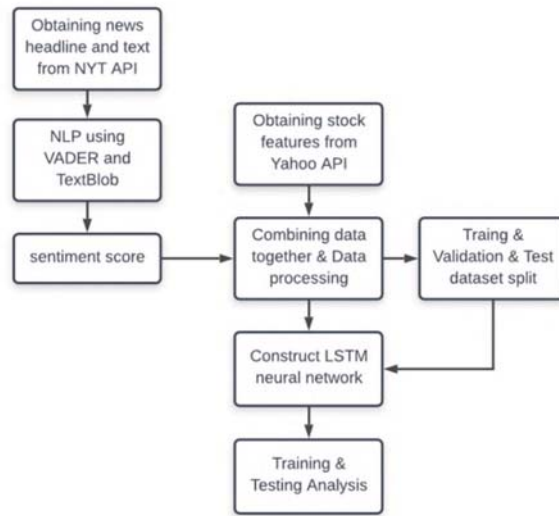 Obtaining news
headline and text
from NYT API
NLP using
VADER and
TextBlob
sentiment score
Obtaining stock
features from
Yahoo API
Combining data
together & Data
processing
Traing &
Validation & Test
dataset split
Construct LSTM
neural network
Training &
Testing Analysis